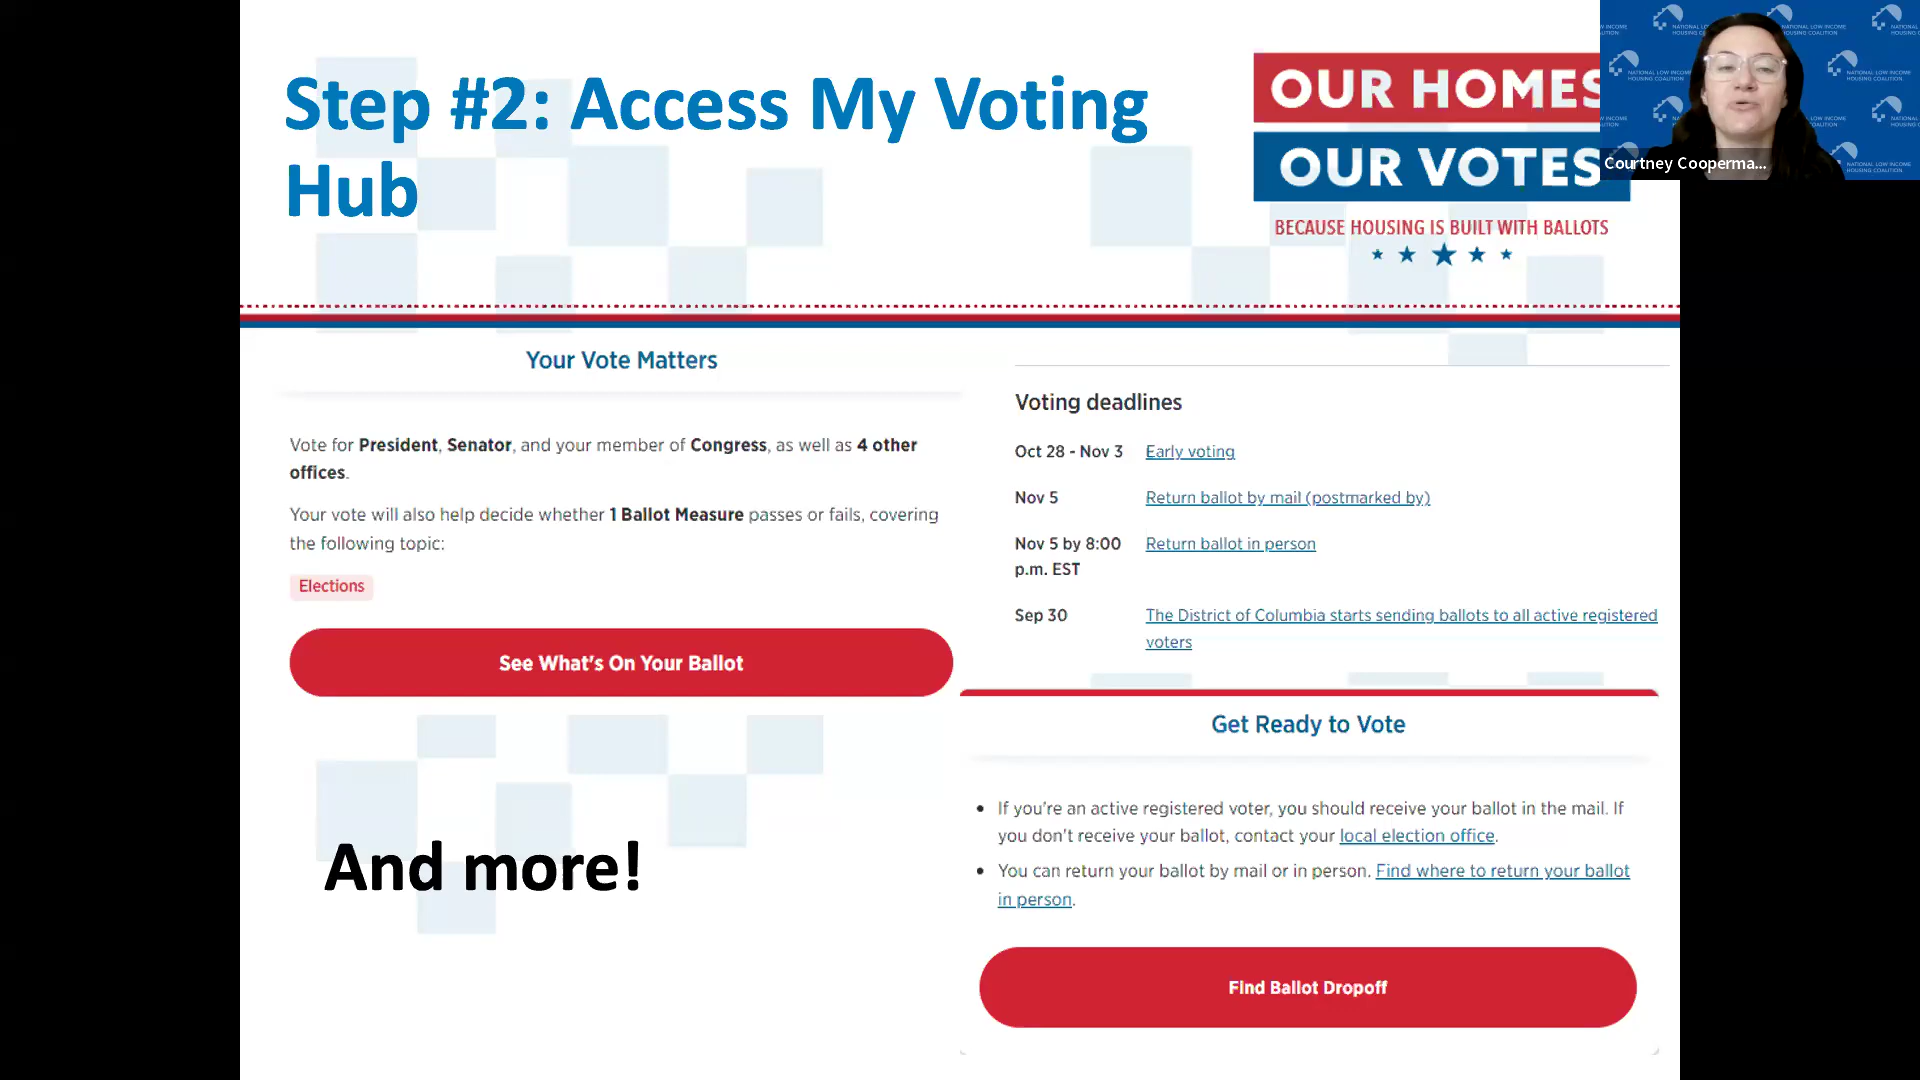 Step #2: Access My Voting
Hub
OUR HOMES
OUR VOTES
BECAUSE HOUSING IS BUILT WITH BALLOTS
Courtney Cooperma...
NATIONAL LOW INCOME
HOUSING COALITION
Your Vote Matters
Vote for President, Senator, and your member of Congress, as well as 4 other
offices.
Your vote will also help decide whether 1 Ballot Measure passes or fails, covering
the following topic:
Elections
See What's On Your Ballot
And more!
Voting deadlines
Oct 28 - Nov 3 Early voting
Nov 5 Return ballot by mail (postmarked by)
Nov 5 by 8:00 Return ballot in person
p.m. EST
Sep 30 The District of Columbia starts sending ballots to all active registered
voters
Get Ready to Vote
• If you're an active registered voter, you should receive your ballot in the mail. If
you don't receive your ballot, contact your local election office.
• You can return your ballot by mail or in person. Find where to return your ballot
in person.
Find Ballot Dropoff